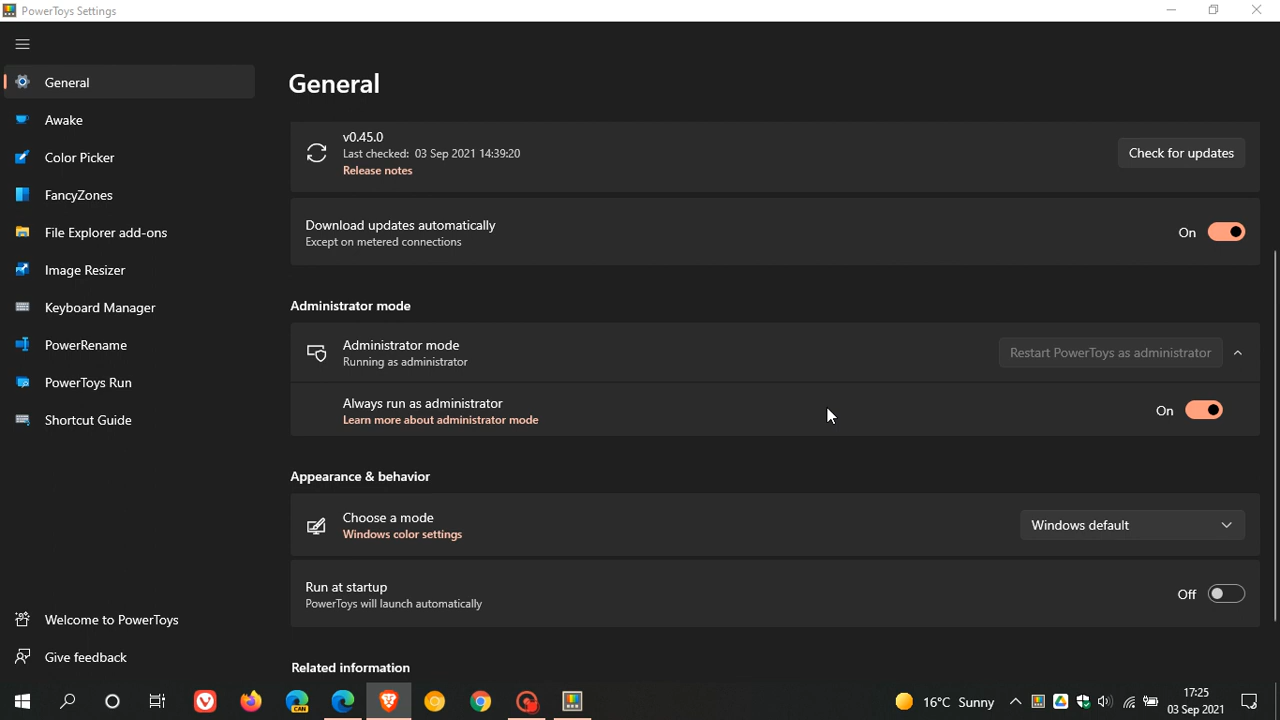 PowerToys Settings
General
Awake
Color Picker
FancyZones
File Explorer add-ons
Image Resizer
Keyboard Manager
PowerRename
PowerToys Run
Shortcut Guide
Welcome to PowerToys
Give feedback
General
v0.45.0
Last checked: 03 Sep 2021 14:39:20
Release notes
Check for updates
Download updates automatically
Except on metered connections
On
Administrator mode
Administrator mode
Running as administrator
Restart PowerToys as administrator
Always run as administrator
Learn more about administrator mode
On
Appearance & behavior
Choose a mode
Windows color settings
Windows default
Run at startup
PowerToys will launch automatically
Off
Related information
CAN
16°C Sunny
17:25
03 Sep 2021